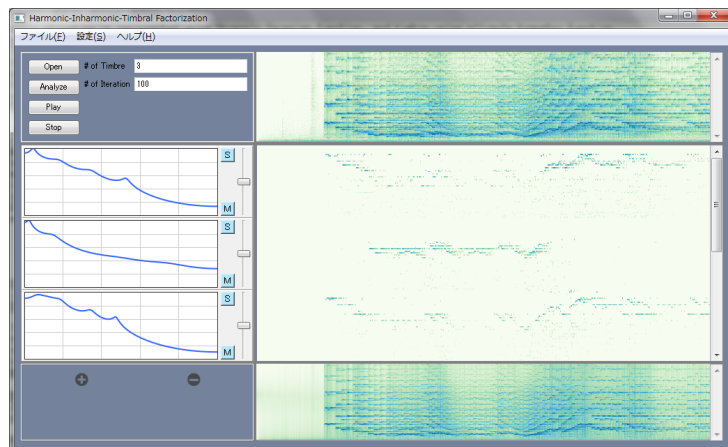 Harmonic-Inharmonic-Timbral Factorization
ファイル(F) 設定(S) ヘルプ(H)
Open # of Timbre 3
Analyze # of Iteration 100
Play
Stop
S
M
S
M
S
M